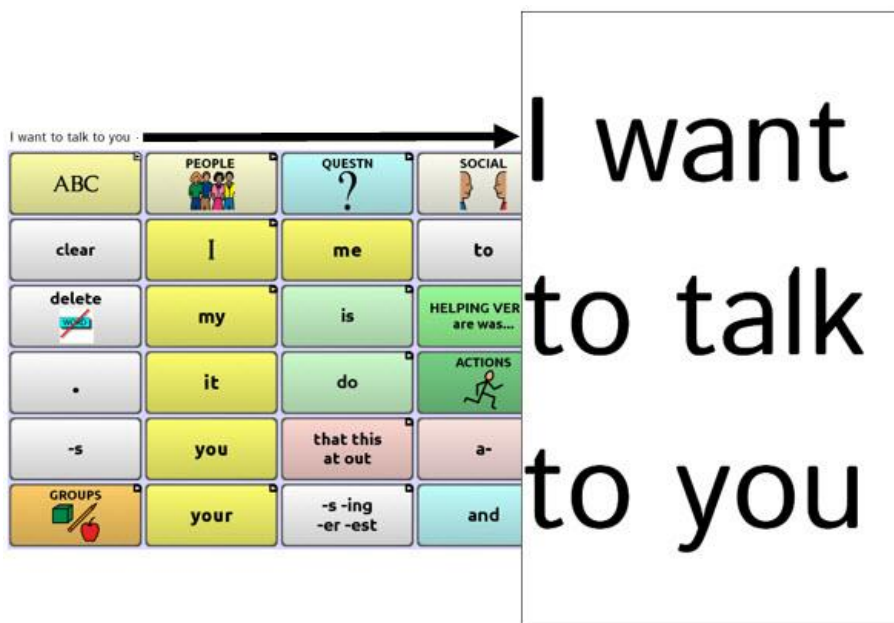 I want to talk to you -
ABC
PEOPLE
QUESTN
?
SOCIAL
clear
I
me
to
delete
WORD
my
is
HELPING VER
are was...
.
it
do
ACTIONS
-s
you
that this
at out
a-
GROUPS
your
-s -ing
-er -est
and
I want
to talk
to you